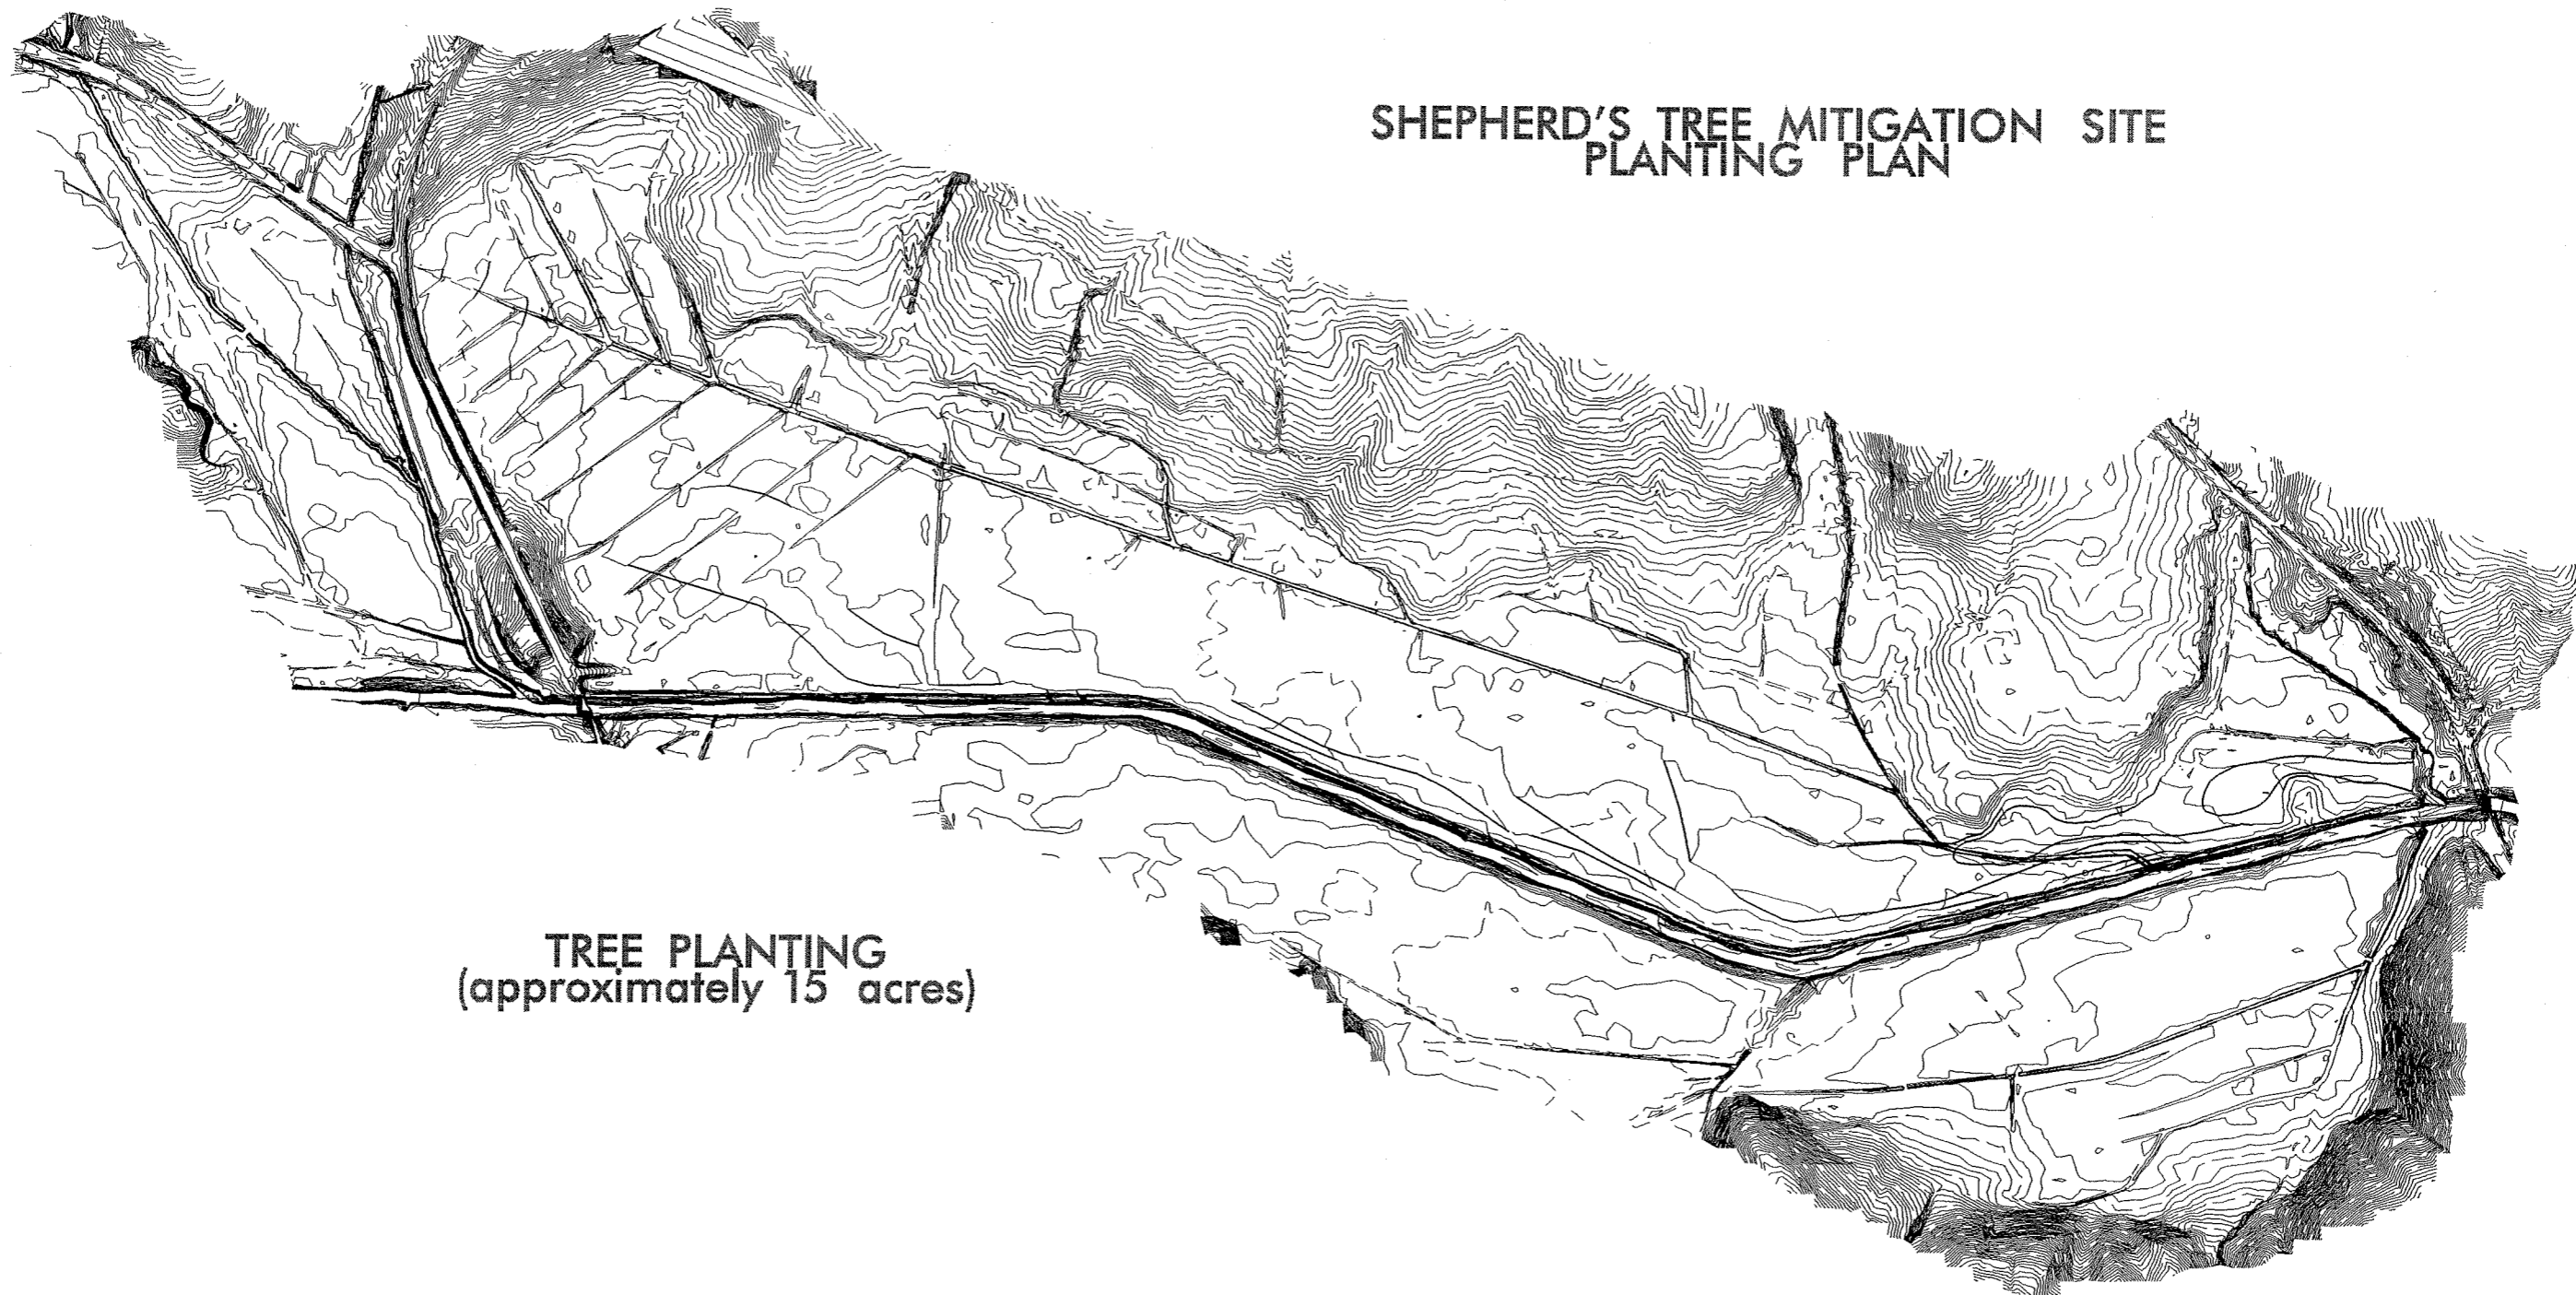 SHEPHERD'S TREE MITIGATION SITE
PLANTING PLAN
TREE PLANTING
(approximately 15 acres)